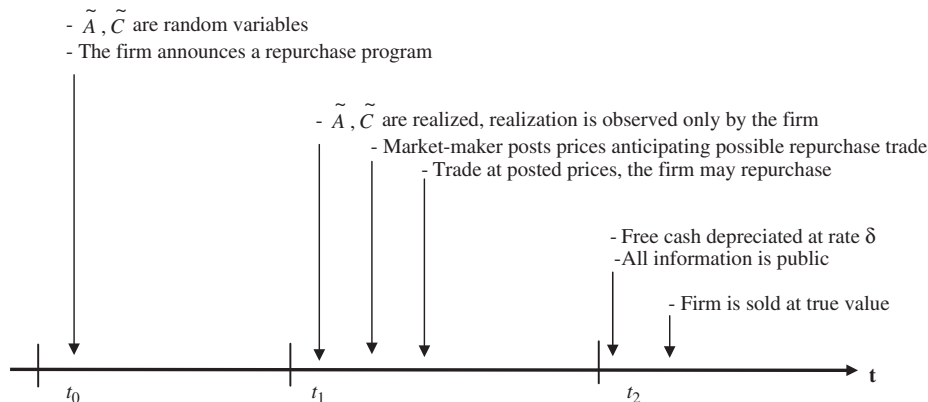 - Ã , C̃ are random variables
- The firm announces a repurchase program
- Ã , C̃ are realized, realization is observed only by the firm
- Market-maker posts prices anticipating possible repurchase trade
- Trade at posted prices, the firm may repurchase
- Free cash depreciated at rate δ
-All information is public
- Firm is sold at true value
t
t₀
t₁
t₂